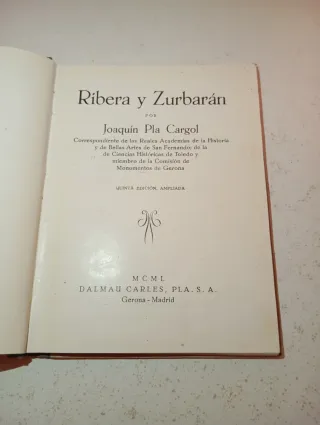 Ribera y Zurbarán
POR
Joaquín Pla Cargol
Correspondiente de las Reales Academias de la Historia
y de Bellas Artes de San Fernando; de la
de Ciencias Históricas de Toledo y
miembro de la Comisión de
Monumentos de Gerona
QUINTA EDICIÓN, AMPLIADA
MCML
DALMAU CARLES, PLA. S. A.
Gerona - Madrid